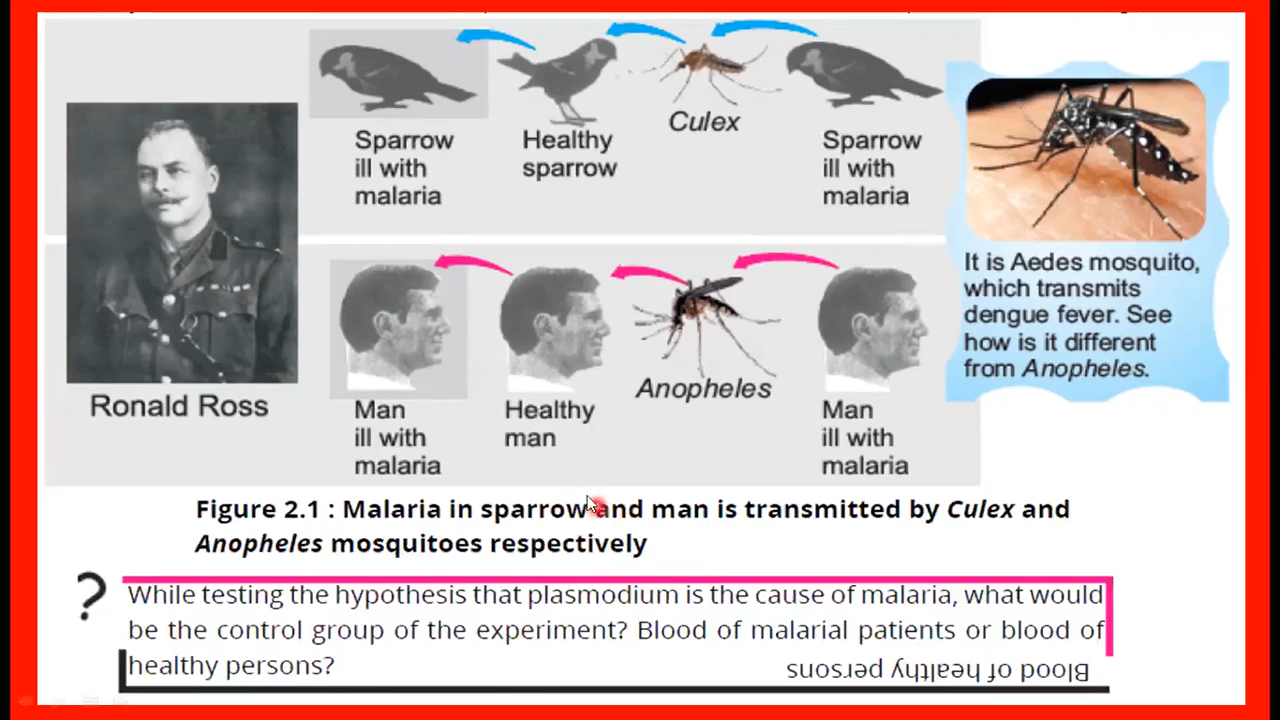 Sparrow
ill with
malaria
Healthy
sparrow
Culex
Sparrow
ill with
malaria
Ronald Ross
Man
ill with
malaria
Healthy
man
Anopheles
Man
ill with
malaria
It is Aedes mosquito,
which transmits
dengue fever. See
how is it different
from Anopheles.
Figure 2.1 : Malaria in sparrow and man is transmitted by Culex and
Anopheles mosquitoes respectively
?
While testing the hypothesis that plasmodium is the cause of malaria, what would
be the control group of the experiment? Blood of malarial patients or blood of
healthy persons?
Blood of healthy persons